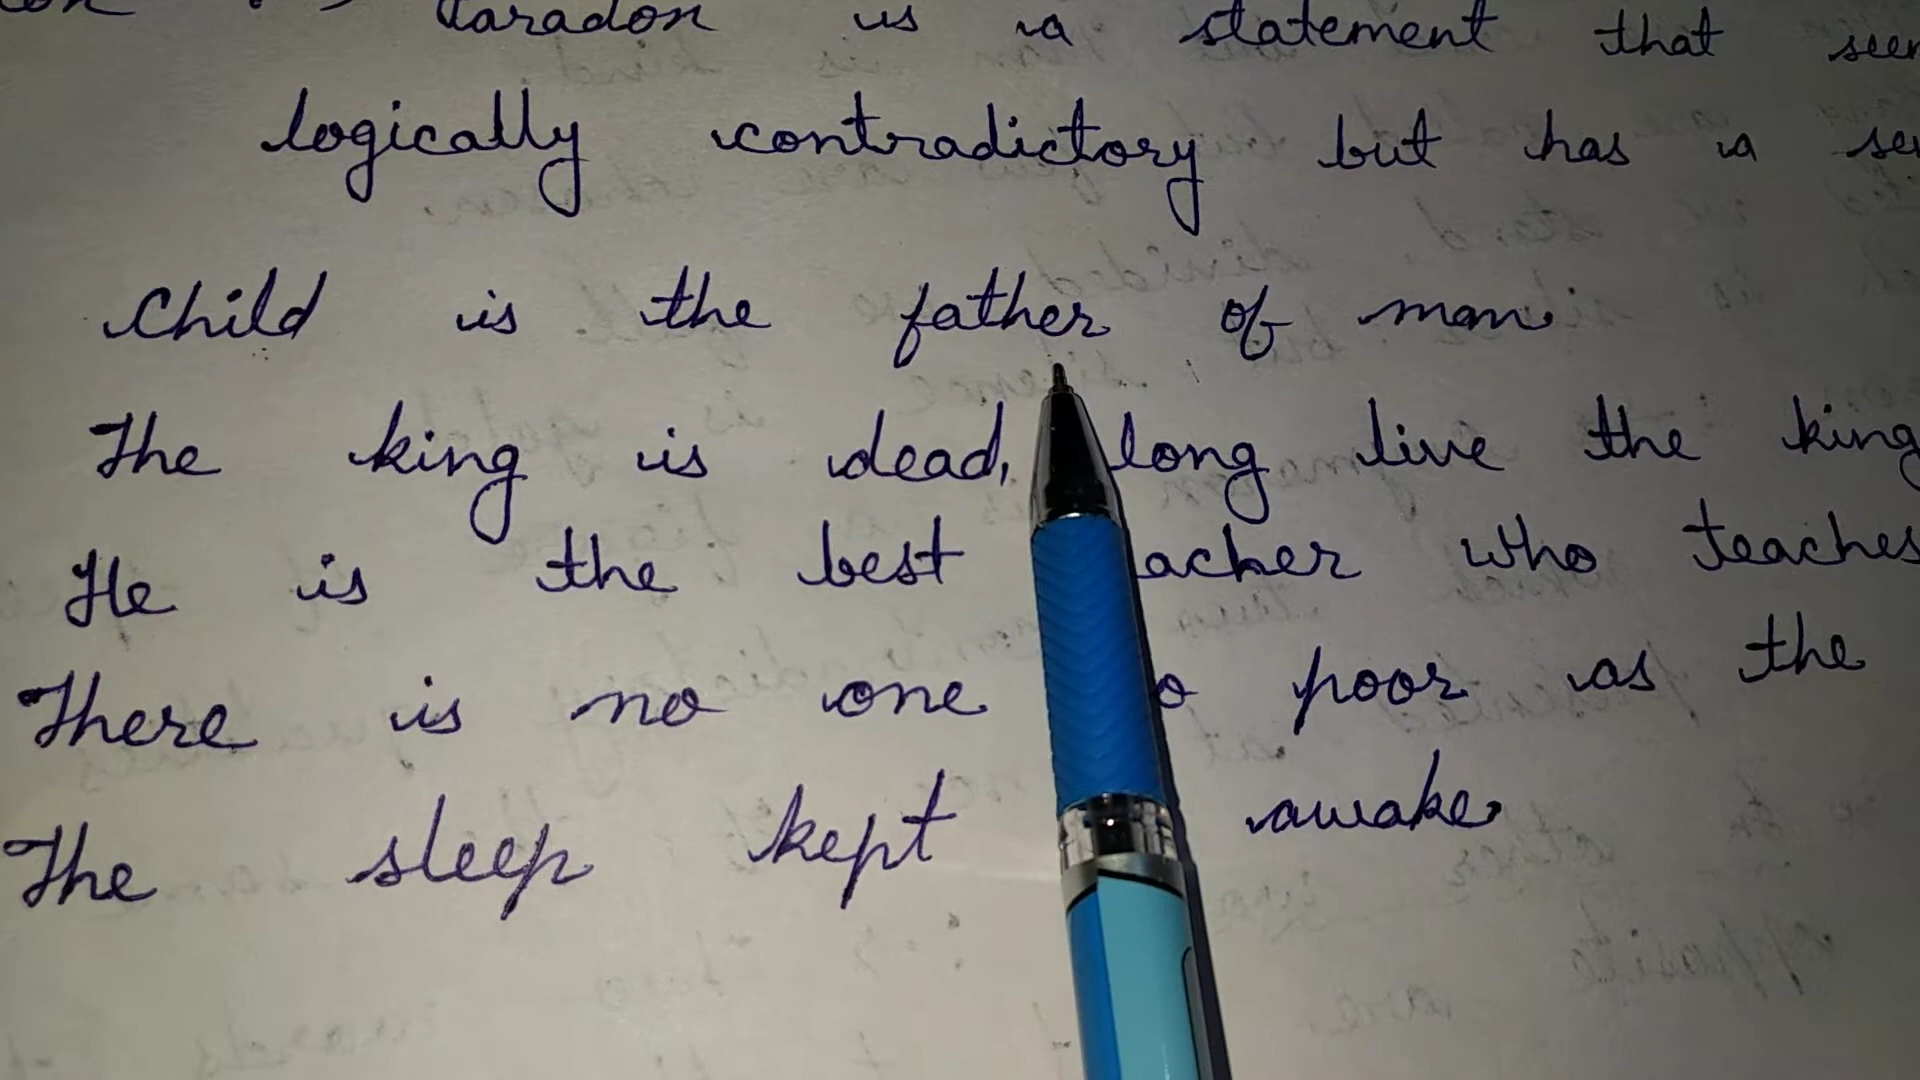 Paradox is a statement that
logically contradictory but has a
Child is the father of man.
The king is dead, long live the king
He is the best who teaches
There is no one poor as the
The sleep kept awake